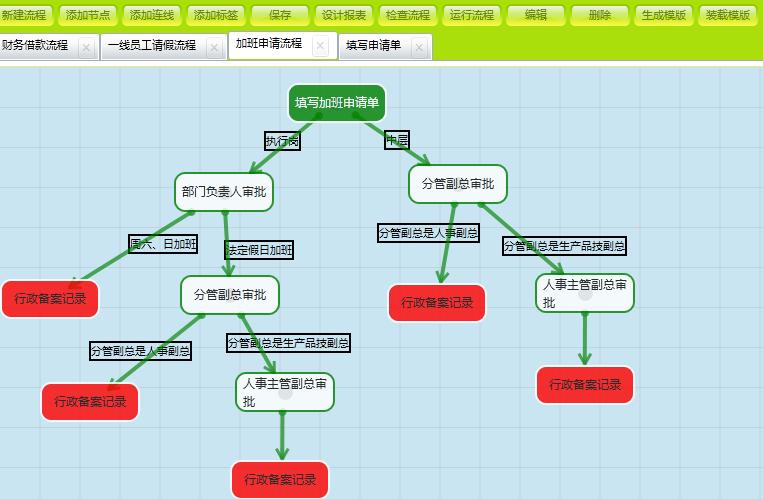 新建流程 添加节点 添加连线 添加标签 保存 设计报表 检查流程 运行流程 编辑 删除 生成模版 装载模版
财务借款流程 一线员工请假流程 加班申请流程 填写申请单
填写加班申请单
执行岗 中层
部门负责人审批 分管副总审批
周六、日加班 法定假日加班 分管副总是人事副总 分管副总是生产品技副总
行政备案记录 分管副总审批 行政备案记录 人事主管副总审
批
分管副总是人事副总 分管副总是生产品技副总
行政备案记录 人事主管副总审
批
行政备案记录
行政备案记录